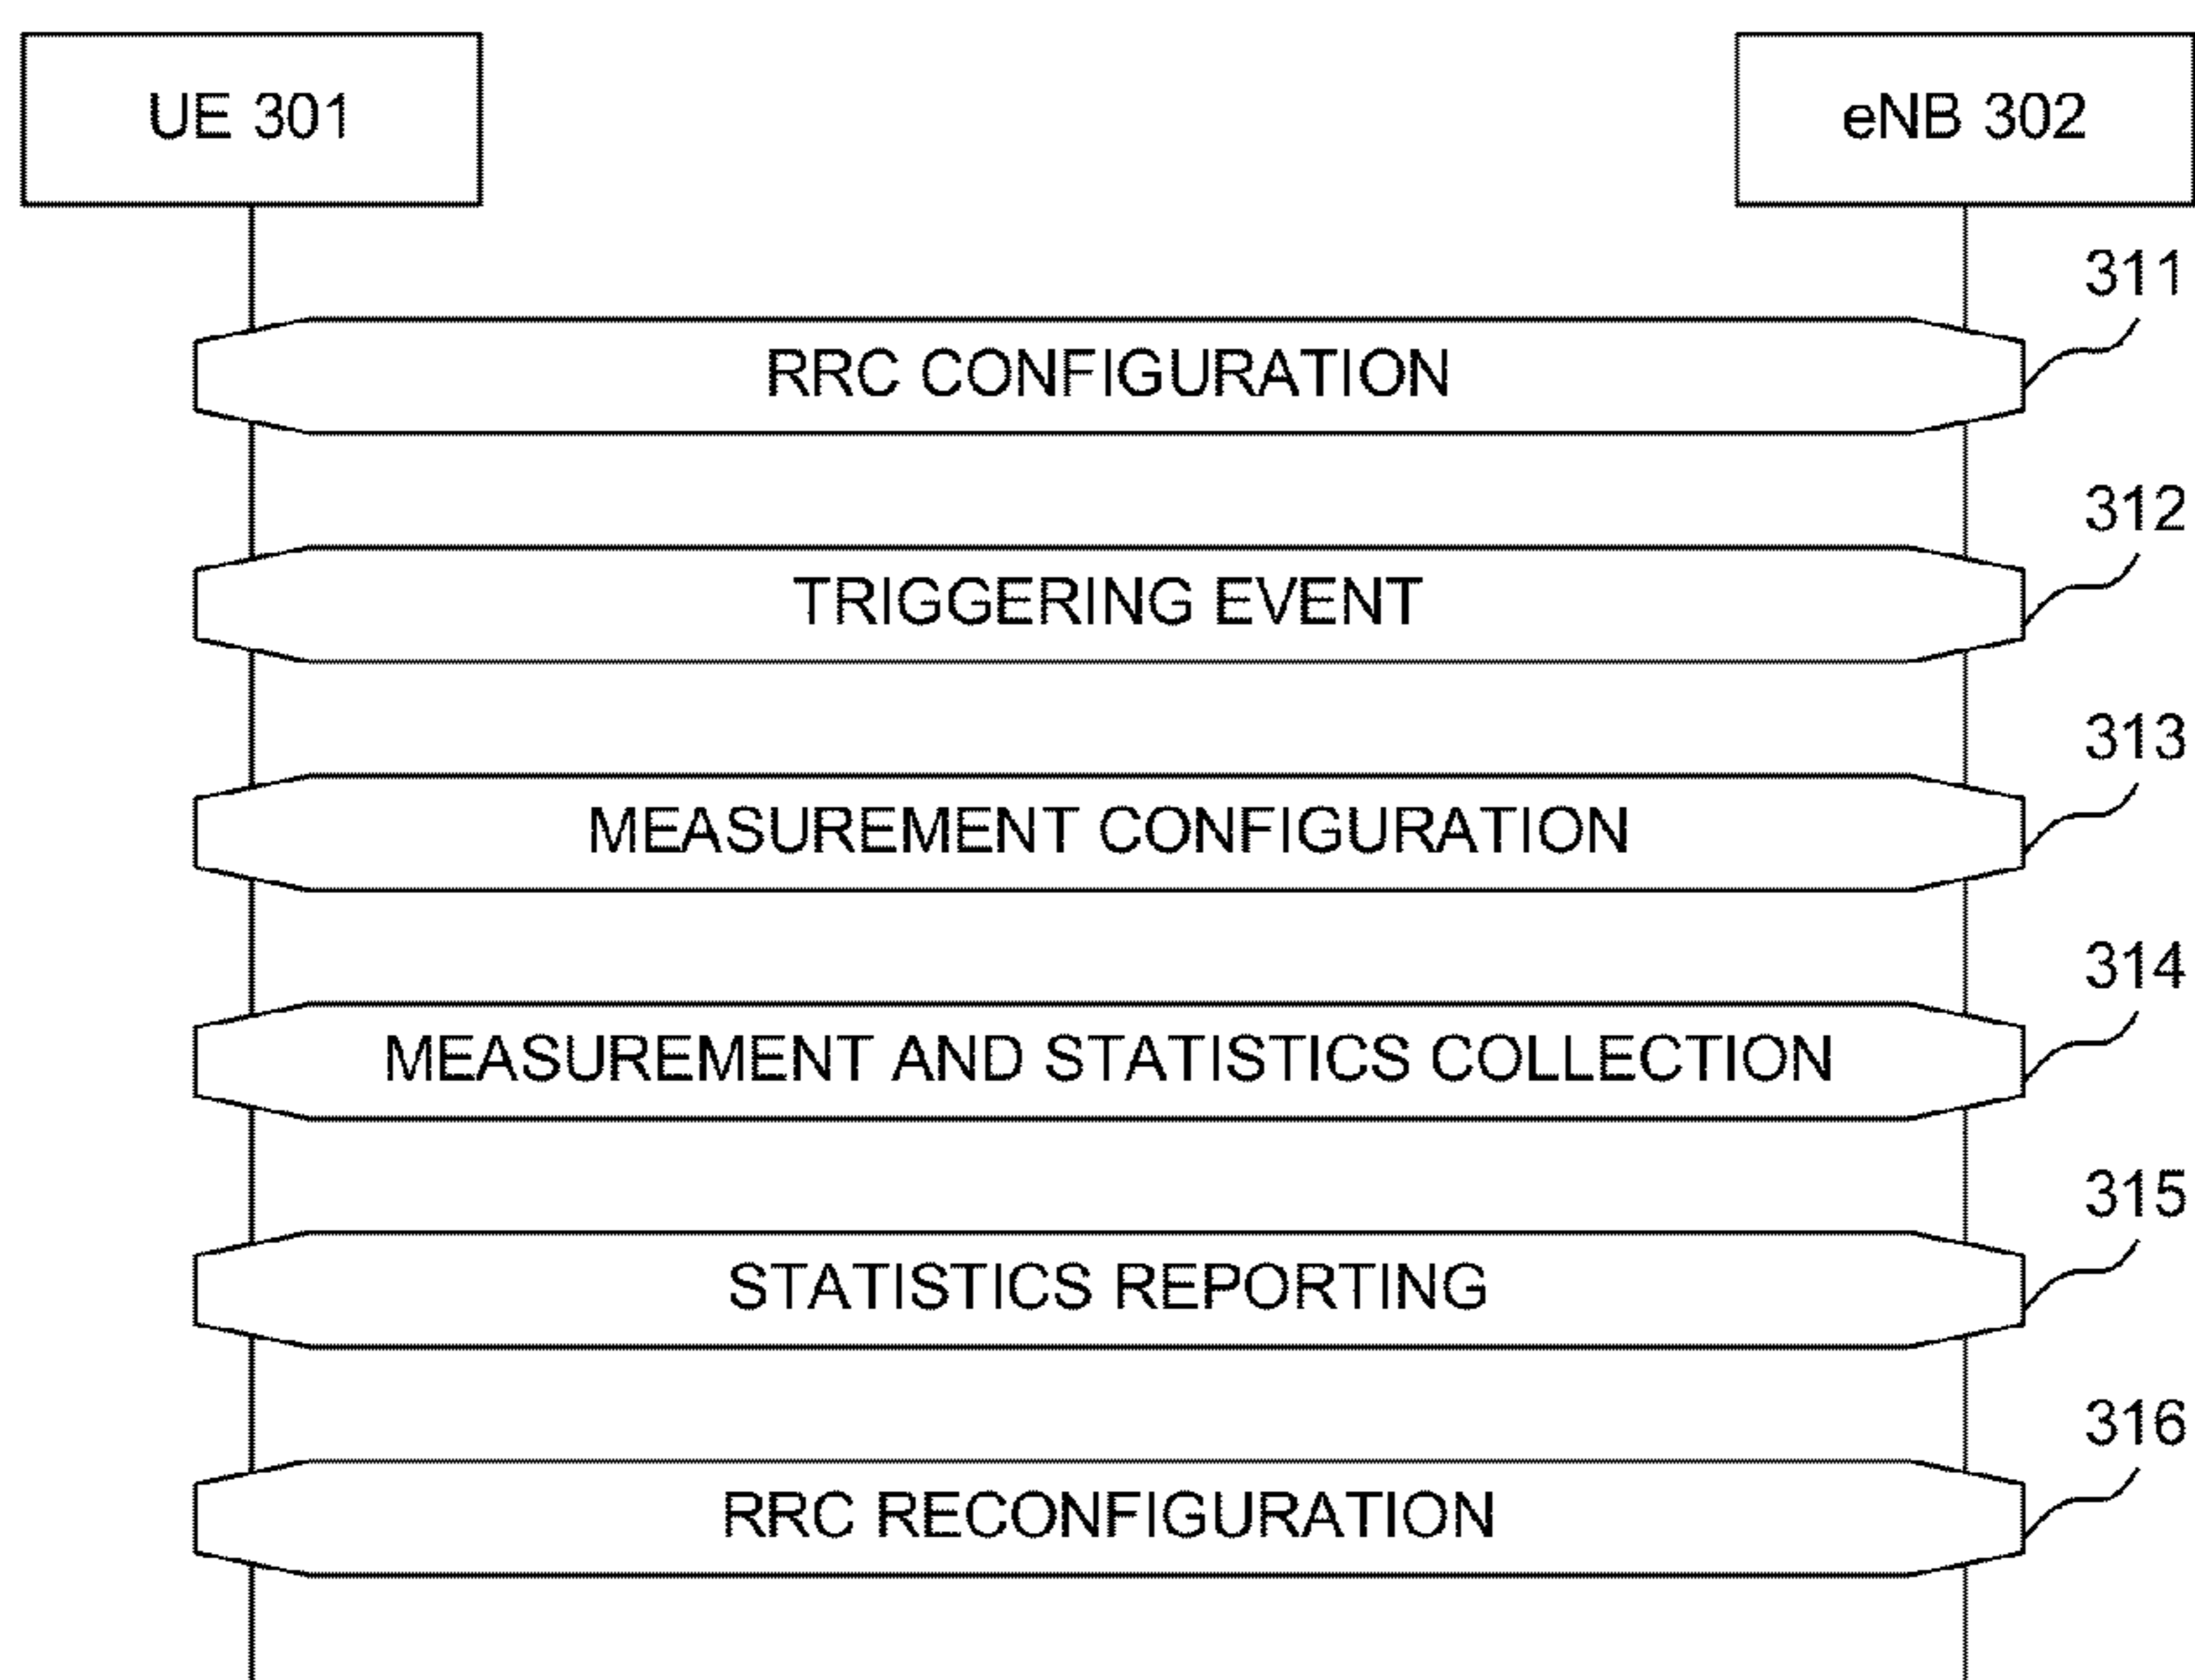 UE 301
eNB 302
311
RRC CONFIGURATION
312
TRIGGERING EVENT
313
MEASUREMENT CONFIGURATION
314
MEASUREMENT AND STATISTICS COLLECTION
315
STATISTICS REPORTING
316
RRC RECONFIGURATION